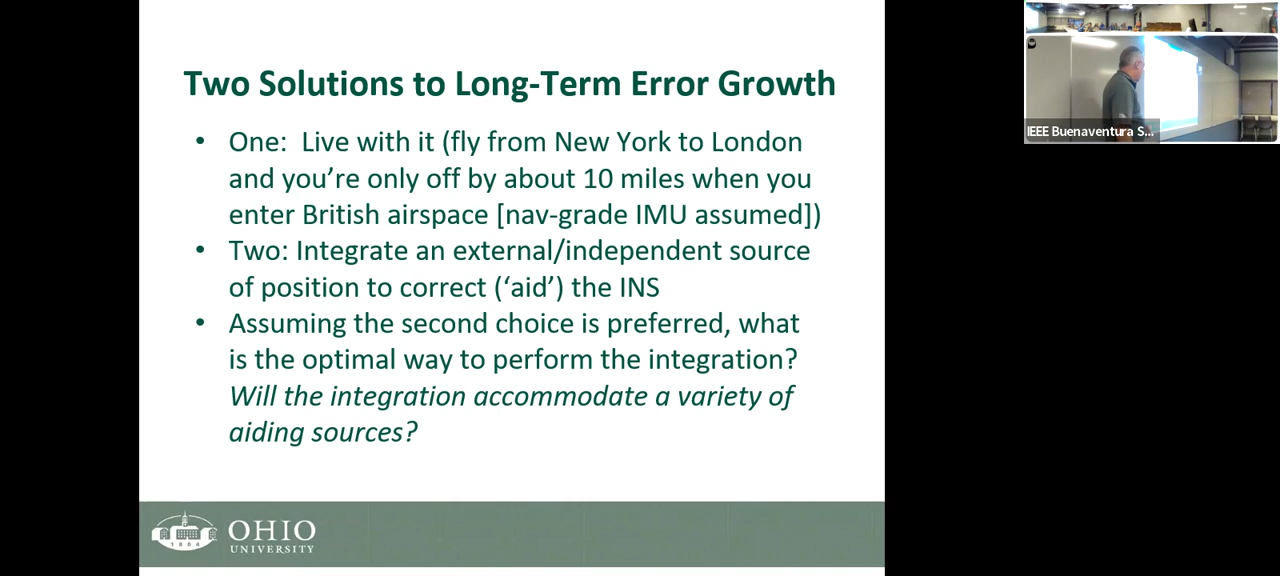 Two Solutions to Long-Term Error Growth
• One:  Live with it (fly from New York to London
and you’re only off by about 10 miles when you
enter British airspace [nav-grade IMU assumed])
• Two: Integrate an external/independent source
of position to correct (‘aid’) the INS
• Assuming the second choice is preferred, what
is the optimal way to perform the integration?
Will the integration accommodate a variety of
aiding sources?
1804
OHIO
UNIVERSITY
IEEE Buenaventura S...